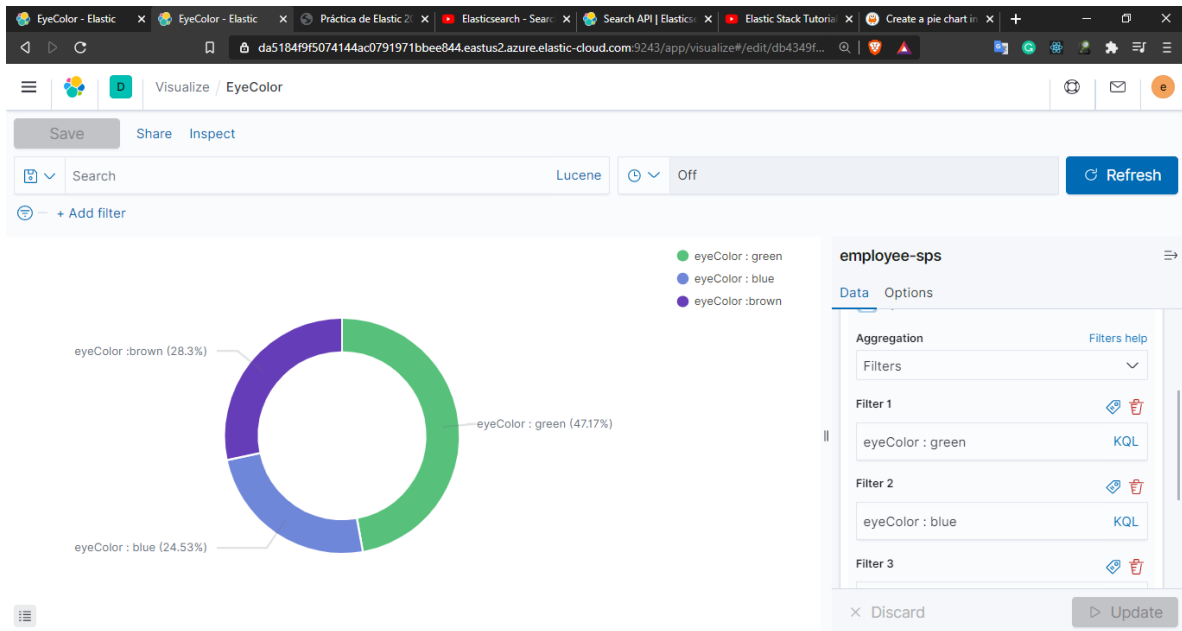 EyeColor - Elastic
EyeColor - Elastic
Práctica de Elastic 20
Elasticsearch - Searc
Search API | Elasticse
Elastic Stack Tutorial
Create a pie chart in
da5184f9f5074144ac0791971bbee844.eastus2.azure.elastic-cloud.com:9243/app/visualize#/edit/db4349f...
D
Visualize / EyeColor
e
Save
Share
Inspect
Search
Lucene
Off
Refresh
+ Add filter
eyeColor : green
eyeColor : blue
eyeColor :brown
eyeColor :brown (28.3%)
eyeColor : green (47.17%)
eyeColor : blue (24.53%)
employee-sps
Data
Options
Aggregation
Filters help
Filters
Filter 1
eyeColor : green
KQL
Filter 2
eyeColor : blue
KQL
Filter 3
Discard
Update